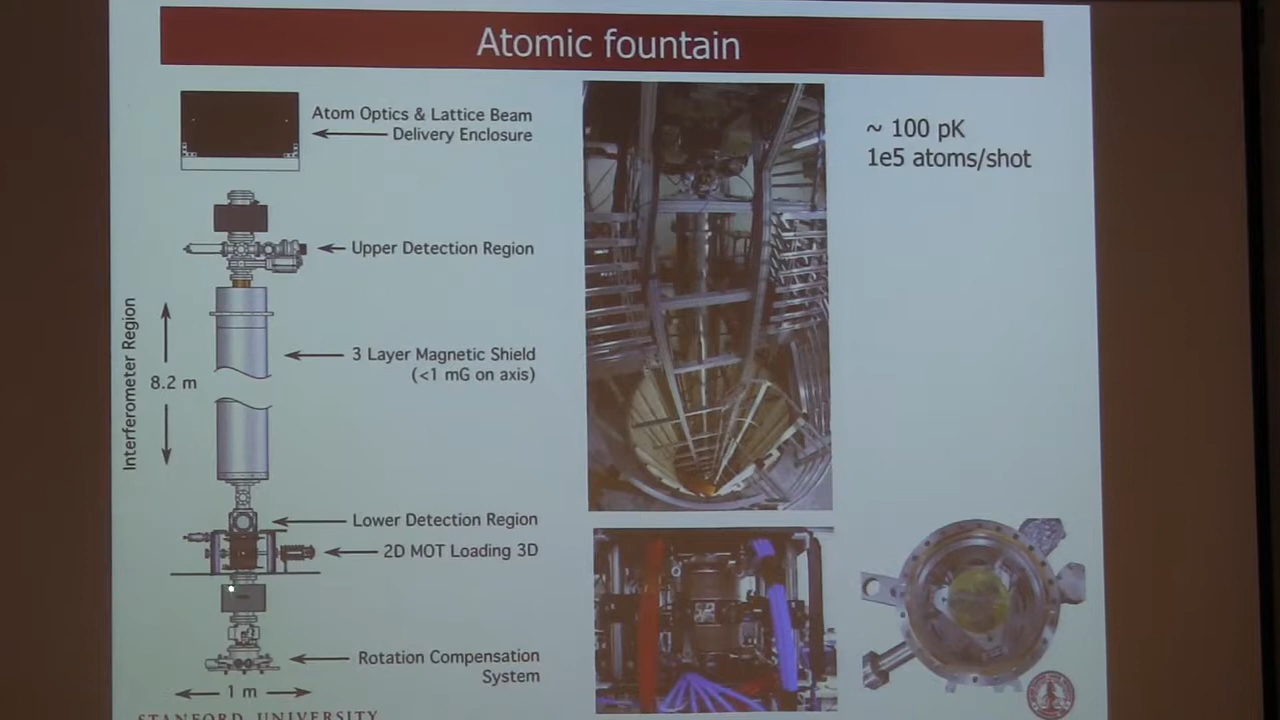 Atomic fountain
Atom Optics & Lattice Beam
Delivery Enclosure
~ 100 pK
1e5 atoms/shot
Upper Detection Region
Interferometer Region
8.2 m
3 Layer Magnetic Shield
(<1 mG on axis)
Lower Detection Region
2D MOT Loading 3D
Rotation Compensation
System
1 m
STANFORD UNIVERSITY